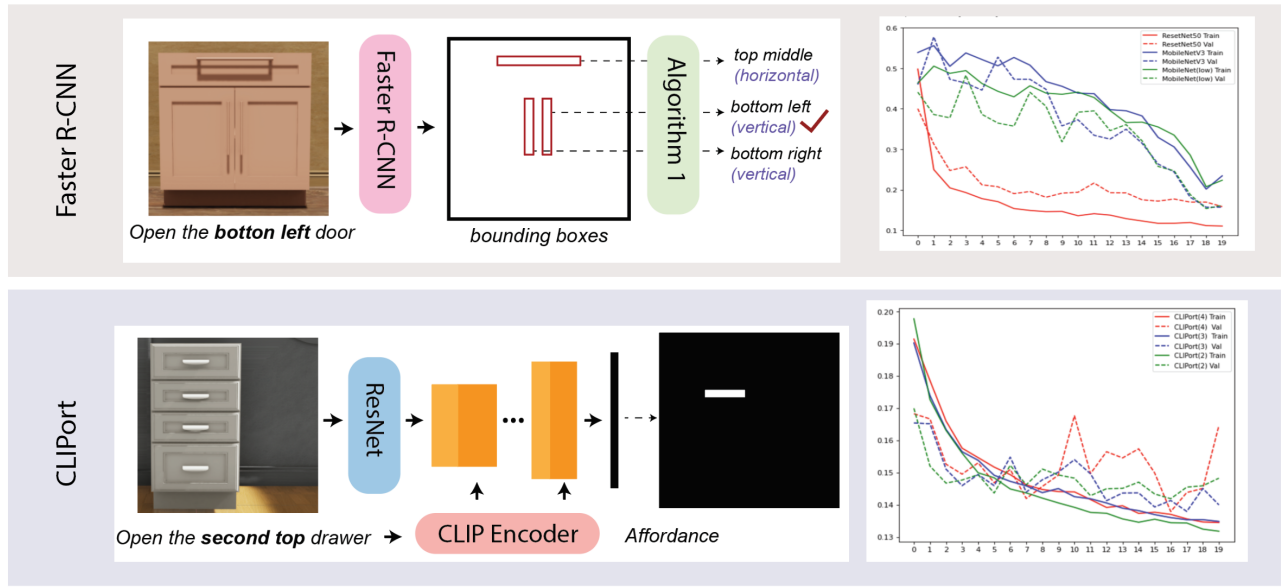 Faster R-CNN
Open the botton left door
Faster R-CNN
bounding boxes
Algorithm 1
top middle
(horizontal)
bottom left
(vertical)
bottom right
(vertical)
ResetNet50 Train
ResetNet50 Val
MobileNetV3 Train
MobileNetV3 Val
MobileNet(low) Train
MobileNet(low) Val
0.6
0.5
0.4
0.3
0.2
0.1
0 1 2 3 4 5 6 7 8 9 10 11 12 13 14 15 16 17 18 19
CLIPort
Open the second top drawer
ResNet
...
CLIP Encoder
Affordance
CLIPort(4) Train
CLIPort(4) Val
CLIPort(3) Train
CLIPort(3) Val
CLIPort(2) Train
CLIPort(2) Val
0.20
0.19
0.18
0.17
0.16
0.15
0.14
0.13
0 1 2 3 4 5 6 7 8 9 10 11 12 13 14 15 16 17 18 19